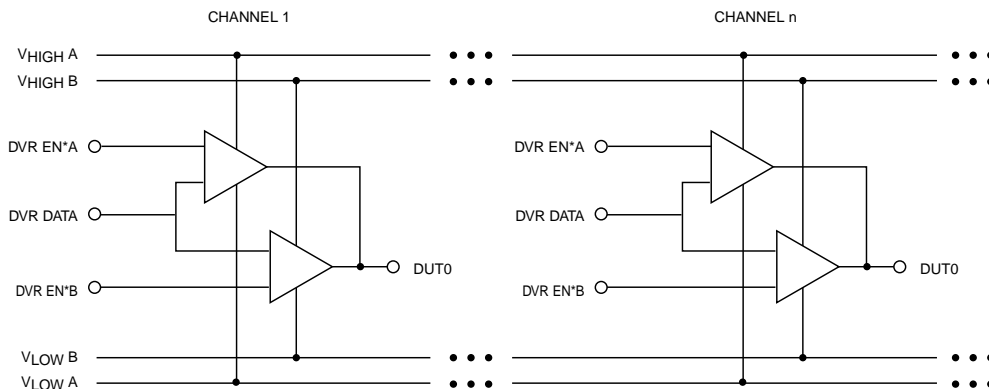 CHANNEL 1
CHANNEL n
VHIGH A
VHIGH B
DVR EN*A
DVR DATA
DVR EN*B
DUT0
VLOW B
VLOW A
DVR EN*A
DVR DATA
DVR EN*B
DUT0